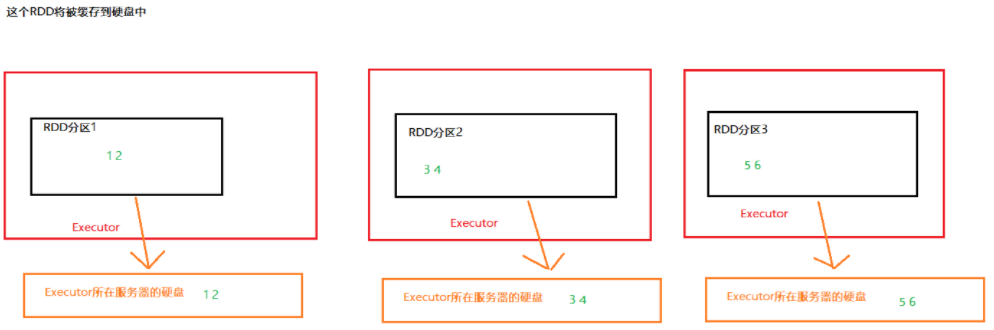 这个RDD将被缓存到硬盘中
RDD分区1
1 2
Executor
Executor所在服务器的硬盘 1 2
RDD分区2
3 4
Executor
Executor所在服务器的硬盘 3 4
RDD分区3
5 6
Executor
Executor所在服务器的硬盘 5 6